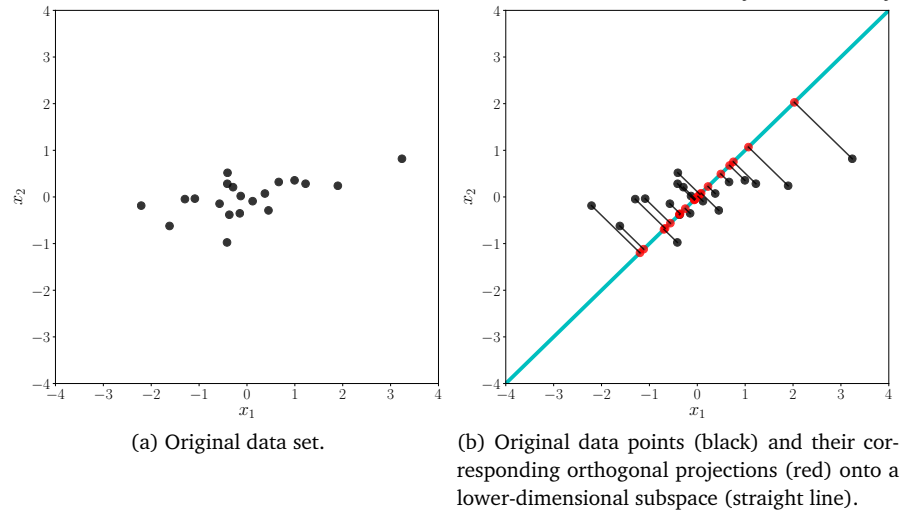 4
3
2
1
0
−1
−2
−3
−4
x2
−4 −3 −2 −1 0 1 2 3 4
x1
(a) Original data set.
4
3
2
1
0
−1
−2
−3
−4
x2
−4 −3 −2 −1 0 1 2 3 4
x1
(b) Original data points (black) and their cor-
responding orthogonal projections (red) onto a
lower-dimensional subspace (straight line).